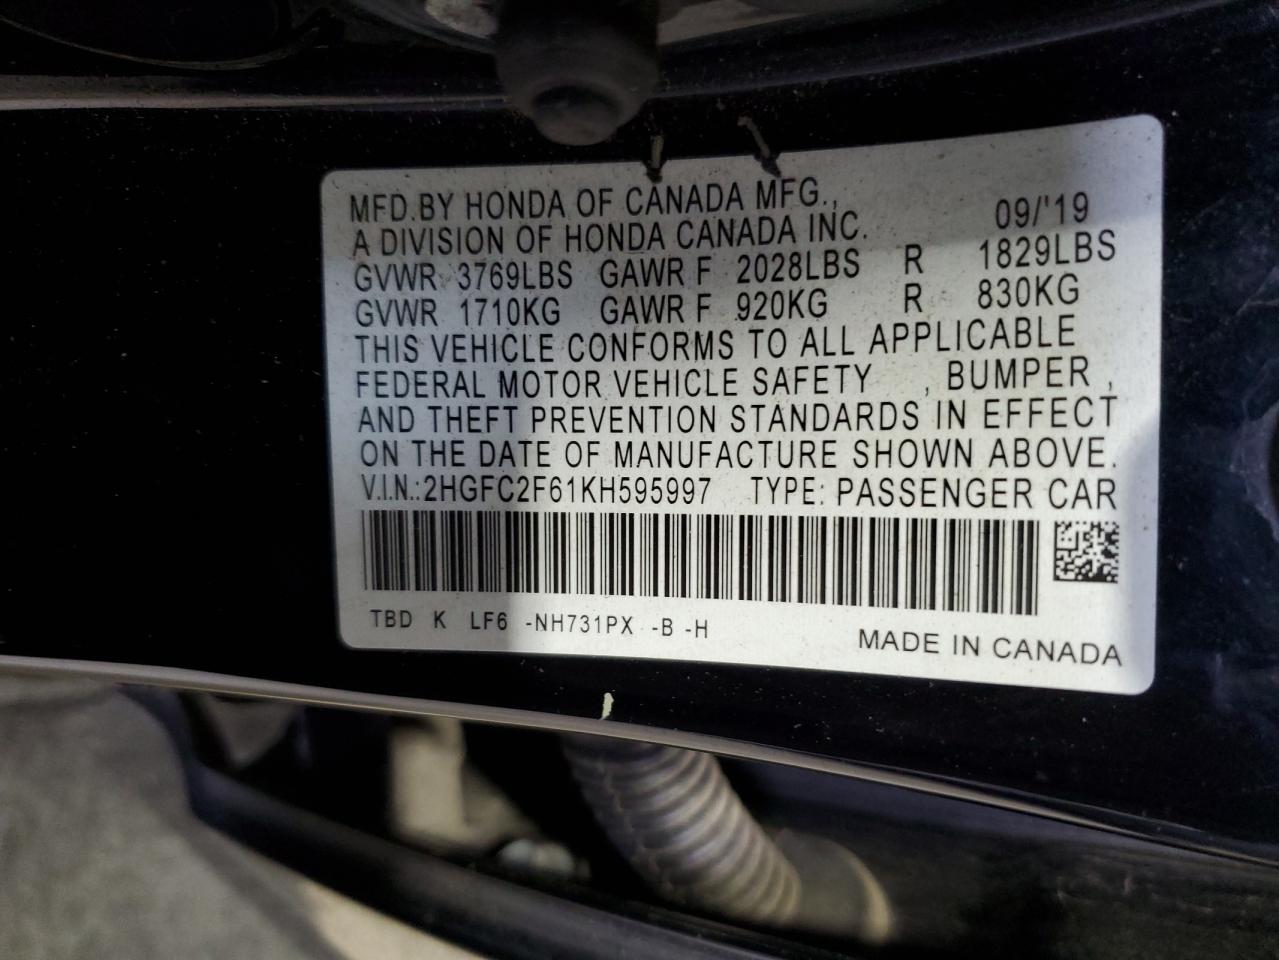 MFD.BY HONDA OF CANADA MFG.,
A DIVISION OF HONDA CANADA INC. 09/'19
GVWR 3769LBS GAWR F 2028LBS R 1829LBS
GVWR 1710KG GAWR F 920KG R 830KG
THIS VEHICLE CONFORMS TO ALL APPLICABLE
FEDERAL MOTOR VEHICLE SAFETY , BUMPER ,
AND THEFT PREVENTION STANDARDS IN EFFECT
ON THE DATE OF MANUFACTURE SHOWN ABOVE.
V.I.N.:2HGFC2F61KH595997 TYPE: PASSENGER CAR
TBD K LF6 -NH731PX -B -H
MADE IN CANADA